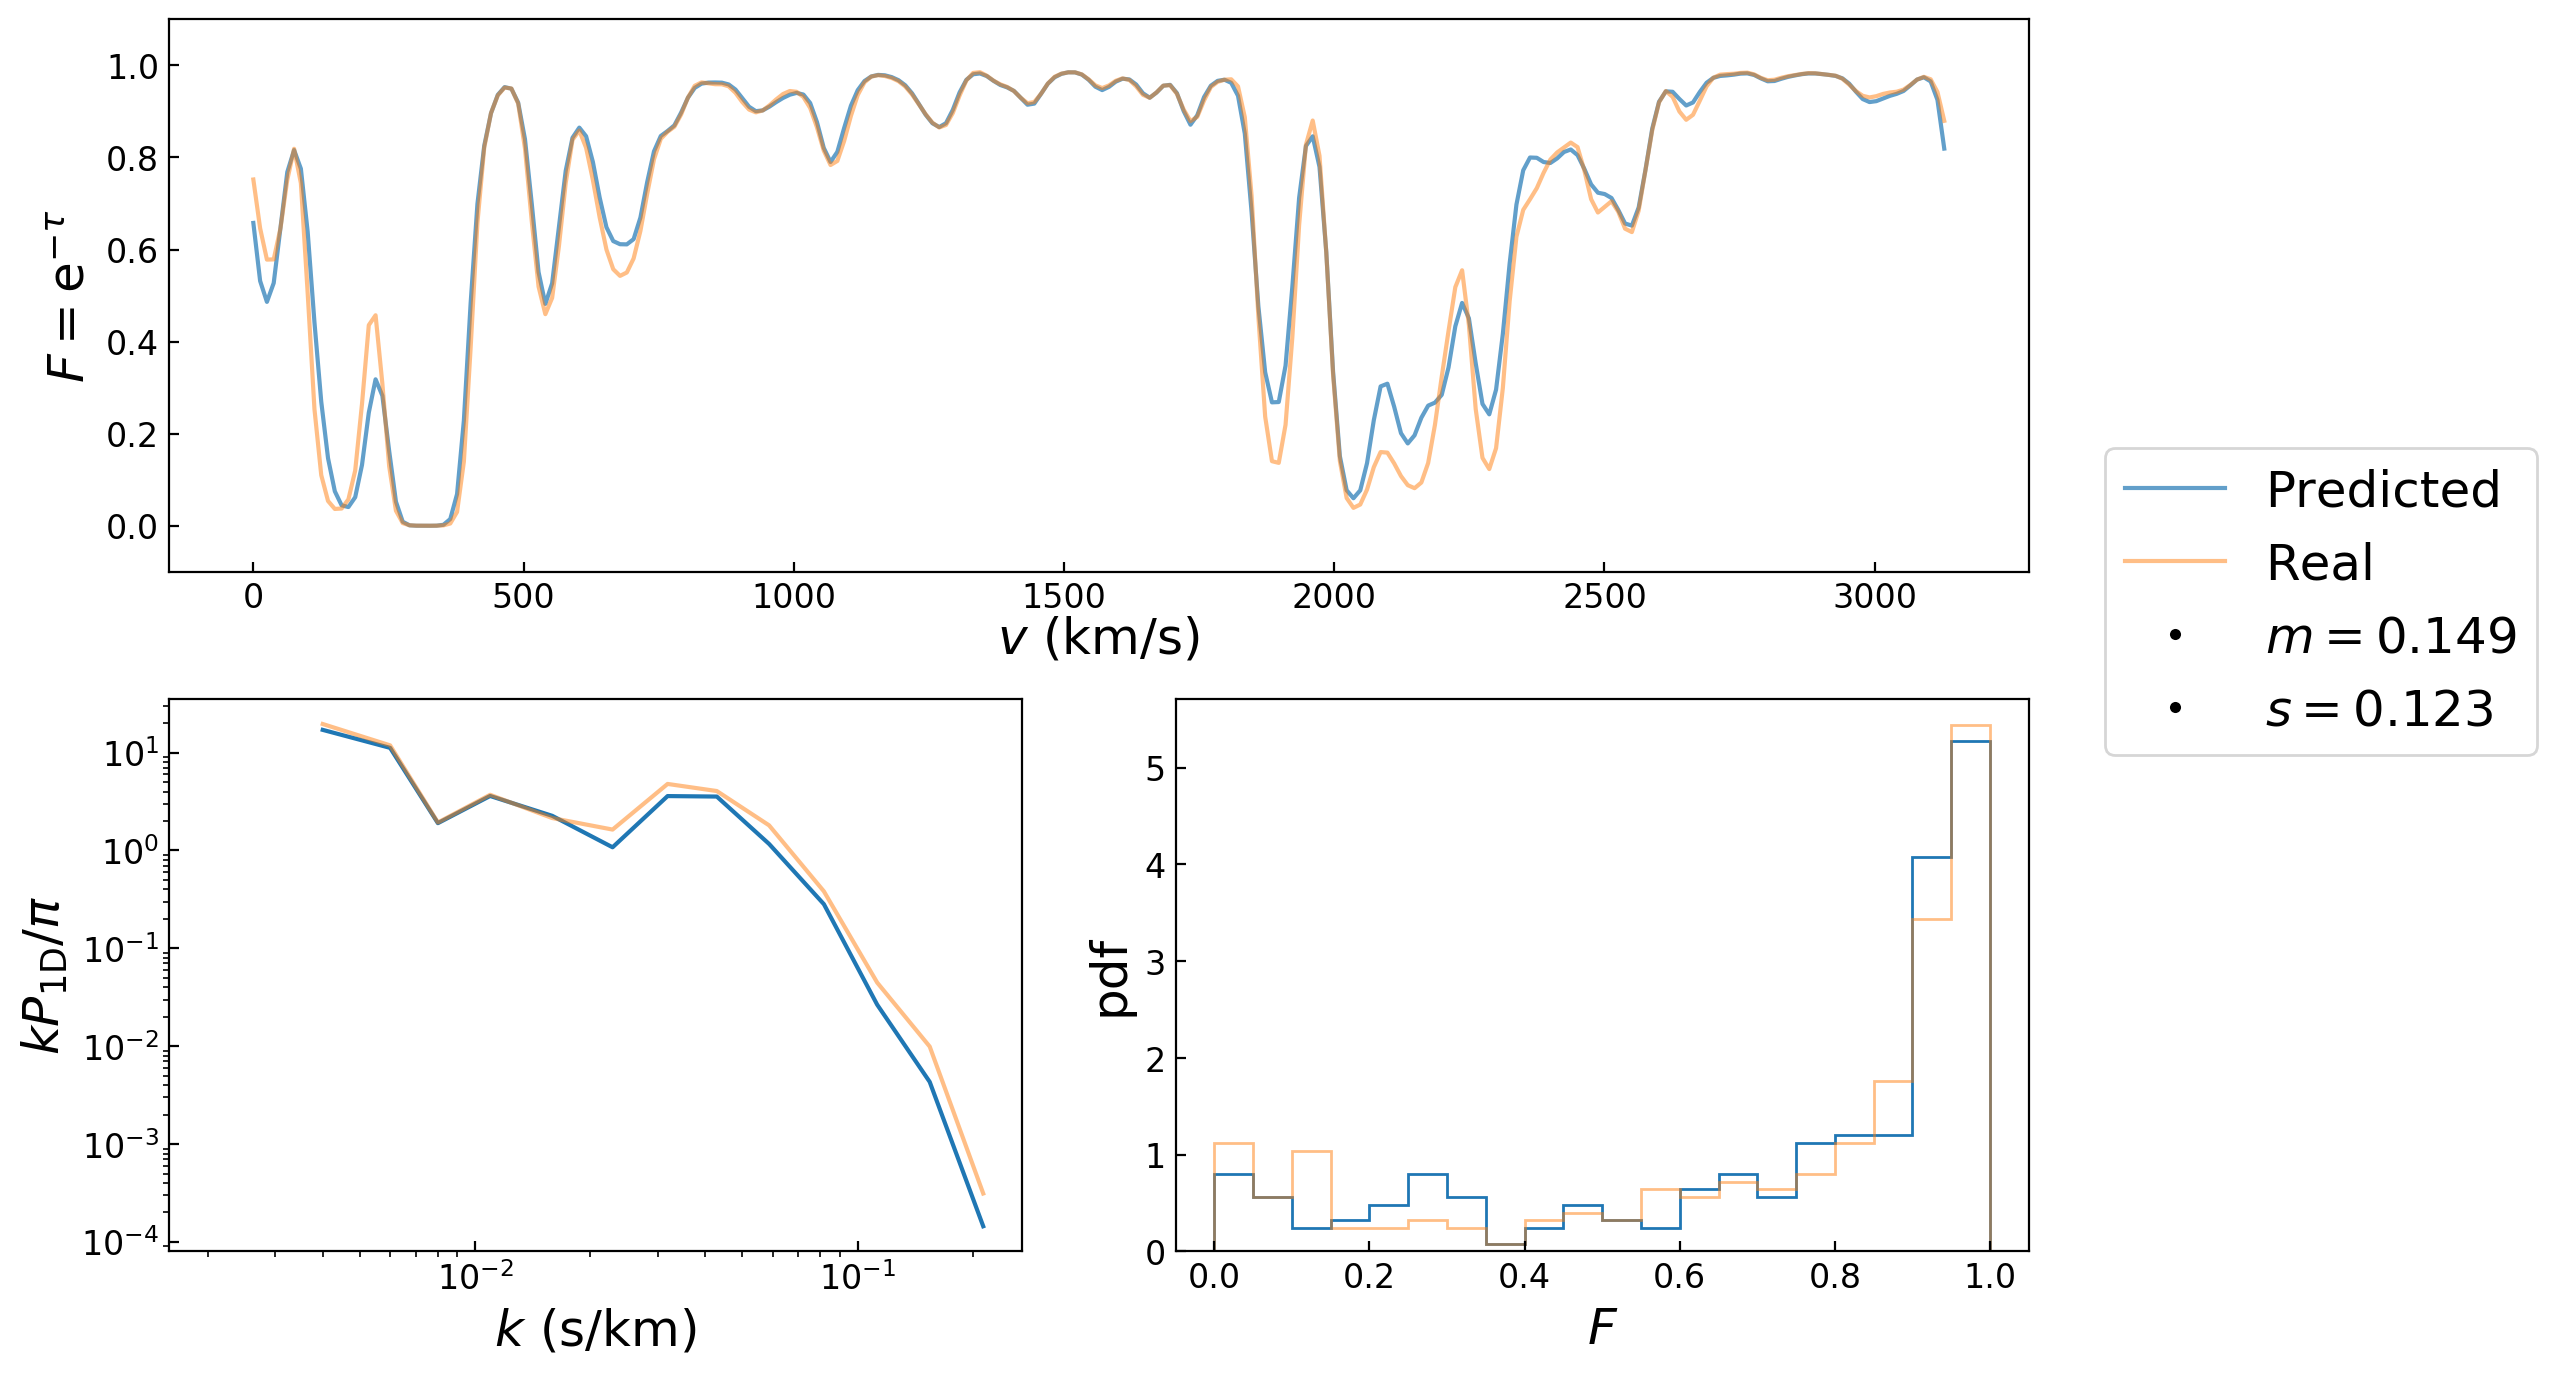 1.0
0.8
0.6
0.4
0.2
0.0
F = e^{−τ}
0 500 1000 1500 2000 2500 3000
v (km/s)
Predicted
Real
m = 0.149
s = 0.123
10^1
10^0
10^{−1}
10^{−2}
10^{−3}
10^{−4}
kP_{1D}/π
10^{−2} 10^{−1}
k (s/km)
5
4
3
2
1
0
pdf
0.0 0.2 0.4 0.6 0.8 1.0
F